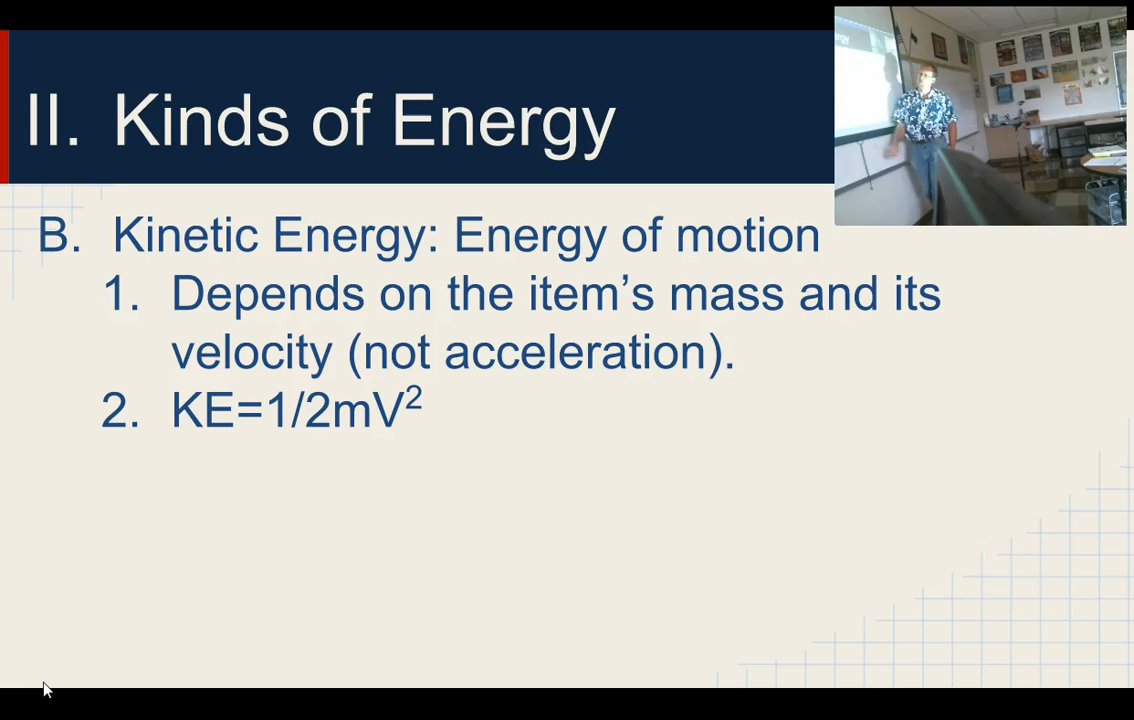 II. Kinds of Energy
B. Kinetic Energy: Energy of motion
1. Depends on the item’s mass and its
velocity (not acceleration).
2. KE=1/2mV²